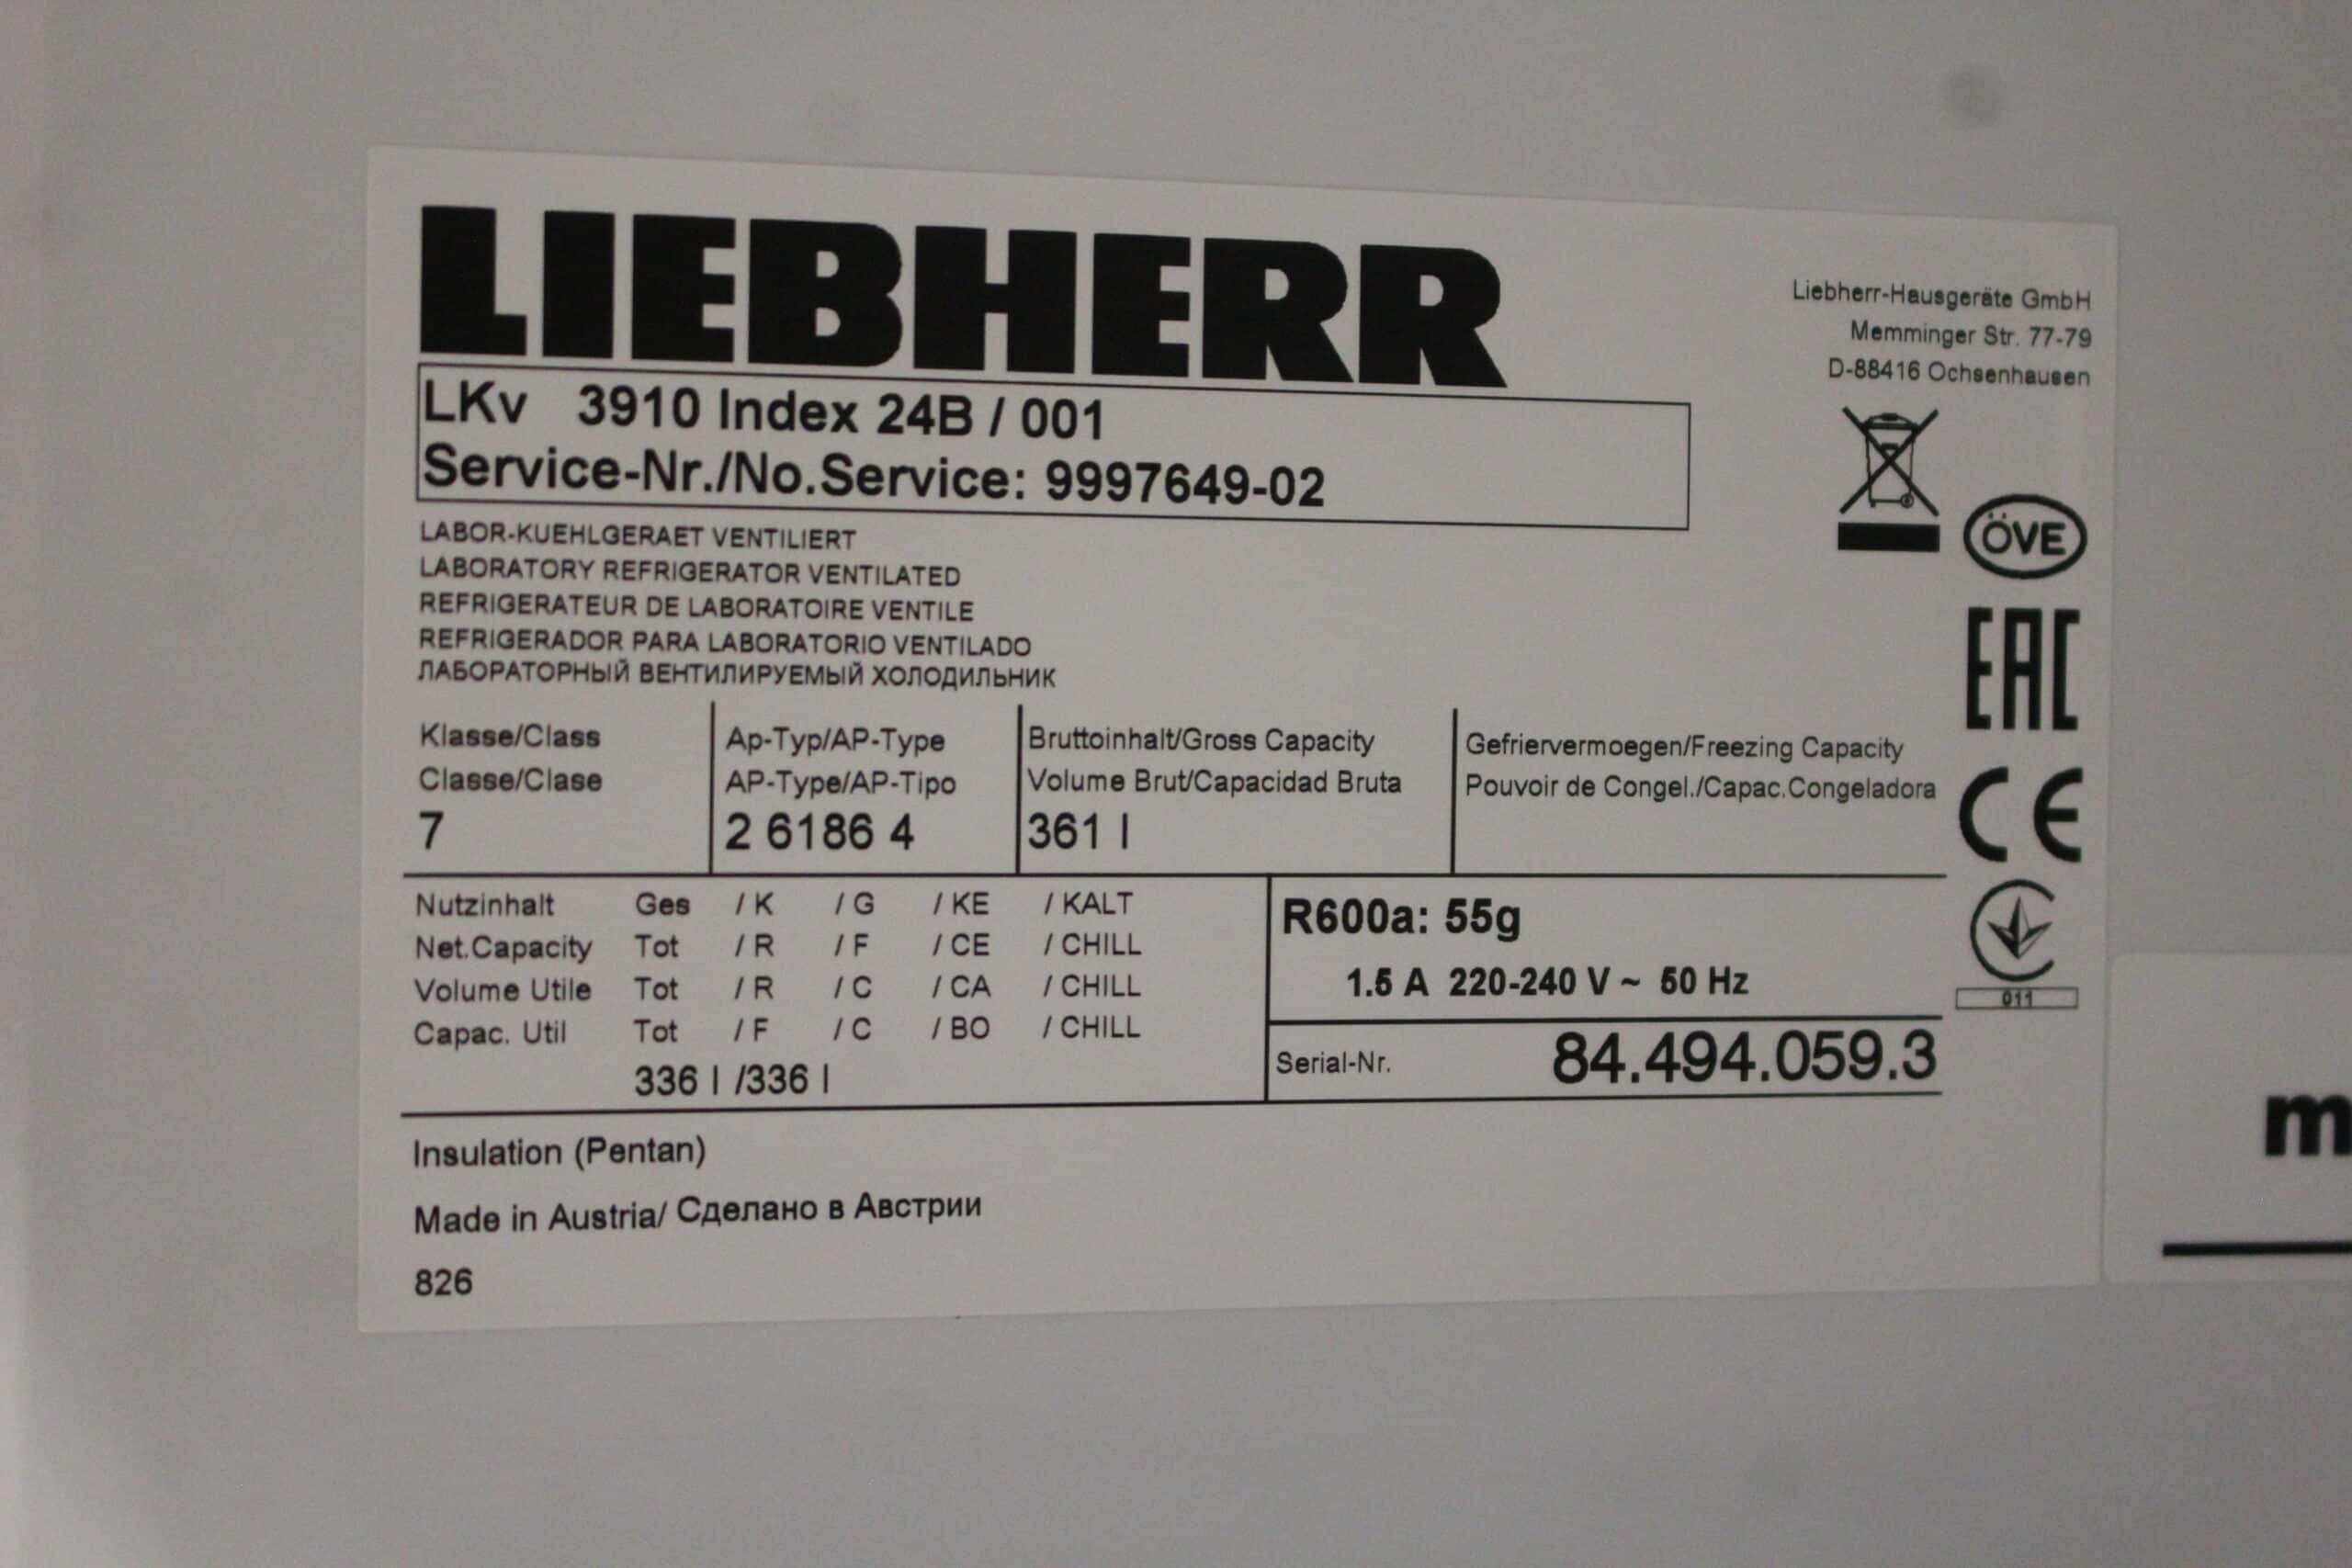 LIEBHERR
Liebherr-Hausgeräte GmbH
Memminger Str. 77-79
D-88416 Ochsenhausen
LKv 3910 Index 24B / 001
Service-Nr./No.Service: 9997649-02
LABOR-KUEHLGERAET VENTILIERT
LABORATORY REFRIGERATOR VENTILATED
REFRIGERATEUR DE LABORATOIRE VENTILE
REFRIGERADOR PARA LABORATORIO VENTILADO
ЛАБОРАТОРНЫЙ ВЕНТИЛИРУЕМЫЙ ХОЛОДИЛЬНИК
ÖVE
EAC
CE
011
Klasse/Class
Classe/Clase
7
Ap-Typ/AP-Type
AP-Type/AP-Tipo
2 6186 4
Bruttoinhalt/Gross Capacity
Volume Brut/Capacidad Bruta
361 l
Gefriervermoegen/Freezing Capacity
Pouvoir de Congel./Capac.Congeladora
Nutzinhalt Ges / K / G / KE / KALT
Net.Capacity Tot / R / F / CE / CHILL
Volume Utile Tot / R / C / CA / CHILL
Capac. Util Tot / F / C / BO / CHILL
336 l /336 l
R600a: 55g
1.5 A 220-240 V ~ 50 Hz
Serial-Nr. 84.494.059.3
Insulation (Pentan)
Made in Austria/ Сделано в Австрии
826
m